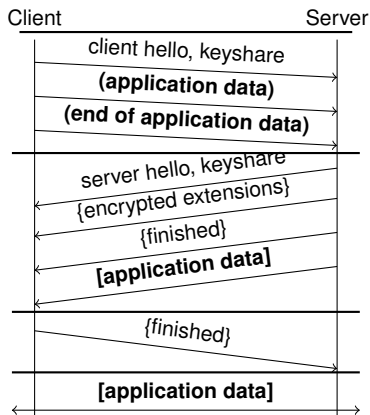 Client Server
client hello, keyshare
(application data)
(end of application data)
server hello, keyshare
{encrypted extensions}
{finished}
[application data]
{finished}
[application data]